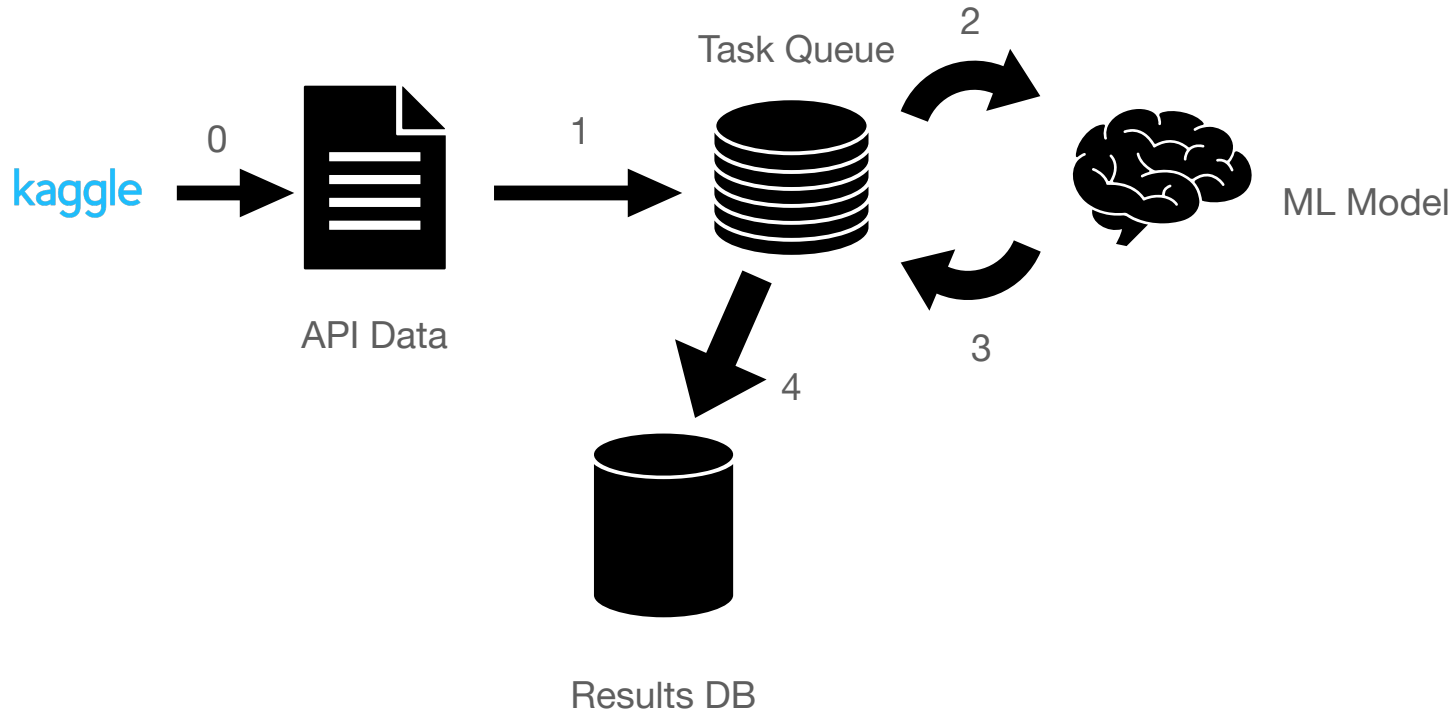 2
Task Queue
0
1
kaggle
ML Model
API Data
3
4
Results DB